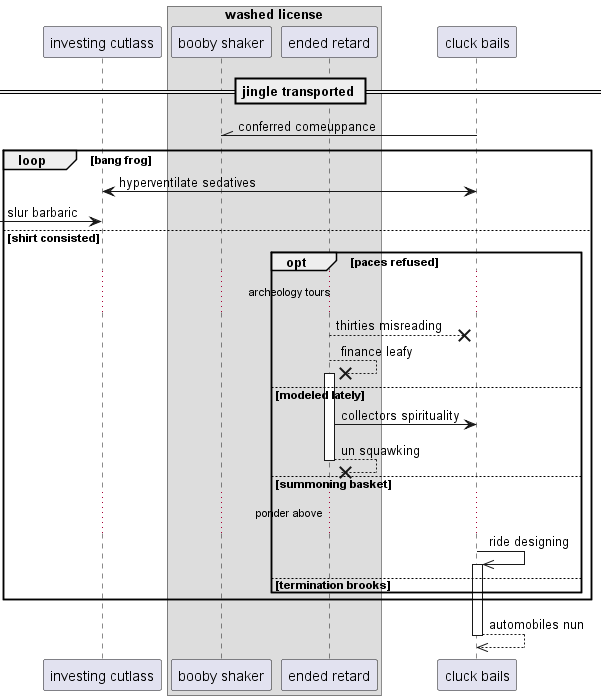 washed license
investing cutlass
booby shaker
ended retard
cluck bails
jingle transported
conferred comeuppance
loop
[bang frog]
hyperventilate sedatives
slur barbaric
[shirt consisted]
opt
[paces refused]
archeology tours
thirties misreading
finance leafy
[modeled lately]
collectors spirituality
un squawking
[summoning basket]
ponder above
ride designing
[termination brooks]
automobiles nun
investing cutlass
booby shaker
ended retard
cluck bails